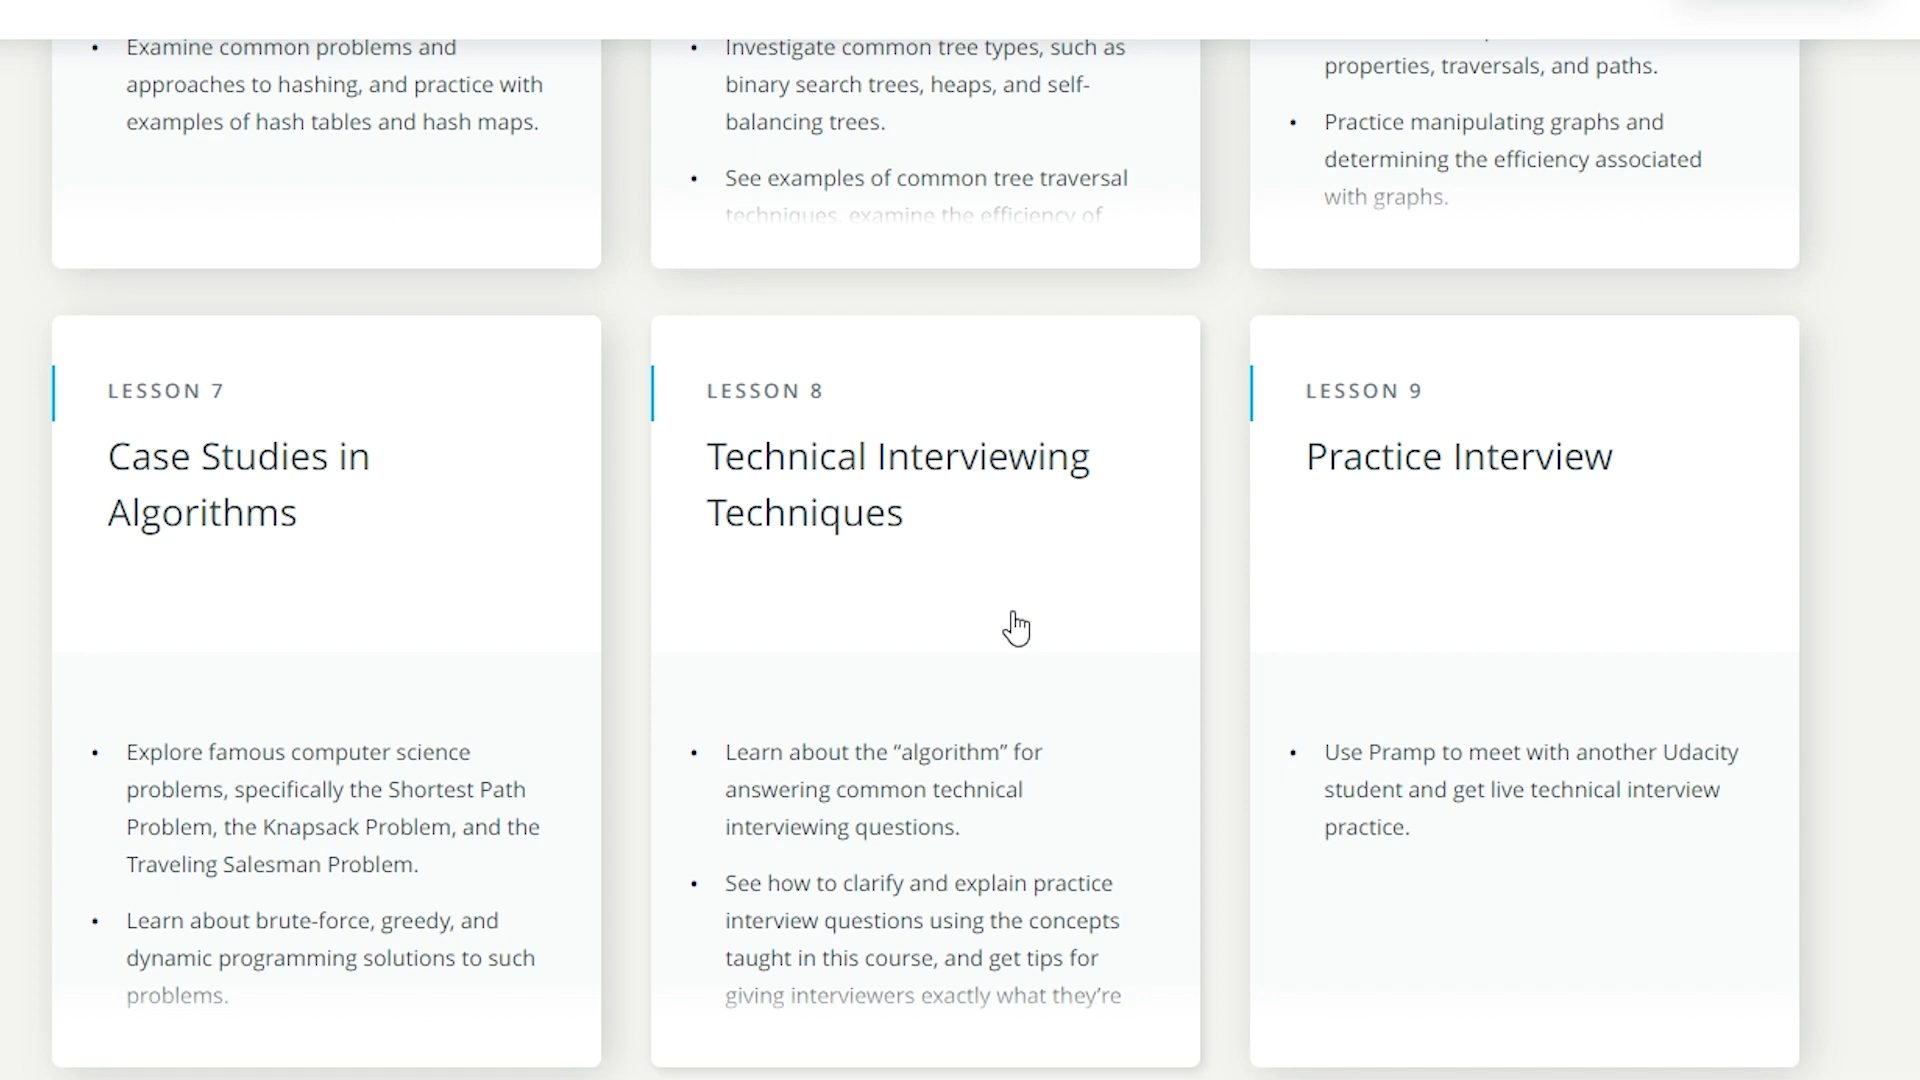 • Examine common problems and
approaches to hashing, and practice with
examples of hash tables and hash maps.
• Investigate common tree types, such as
binary search trees, heaps, and self-
balancing trees.
• See examples of common tree traversal
techniques, examine the efficiency of
properties, traversals, and paths.
• Practice manipulating graphs and
determining the efficiency associated
with graphs.
LESSON 7
Case Studies in
Algorithms
• Explore famous computer science
problems, specifically the Shortest Path
Problem, the Knapsack Problem, and the
Traveling Salesman Problem.
• Learn about brute-force, greedy, and
dynamic programming solutions to such
problems.
LESSON 8
Technical Interviewing
Techniques
• Learn about the “algorithm” for
answering common technical
interviewing questions.
• See how to clarify and explain practice
interview questions using the concepts
taught in this course, and get tips for
giving interviewers exactly what they’re
LESSON 9
Practice Interview
• Use Pramp to meet with another Udacity
student and get live technical interview
practice.